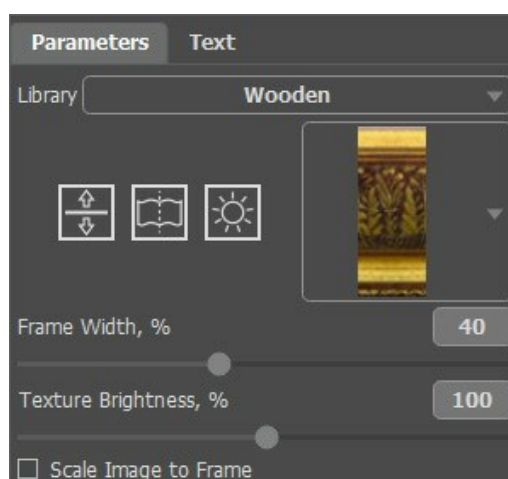 Parameters Text
Library Wooden
Frame Width, % 40
Texture Brightness, % 100
Scale Image to Frame